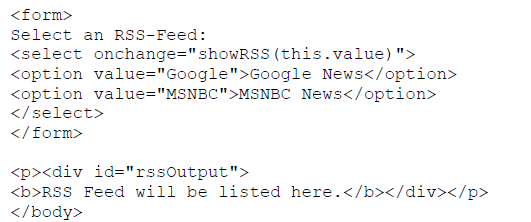 <form>
Select an RSS-Feed:
<select onchange="showRSS(this.value)">
<option value="Google">Google News</option>
<option value="MSNBC">MSNBC News</option>
</select>
</form>
<p><div id="rssOutput">
<b>RSS Feed will be listed here.</b></div></p>
</body>